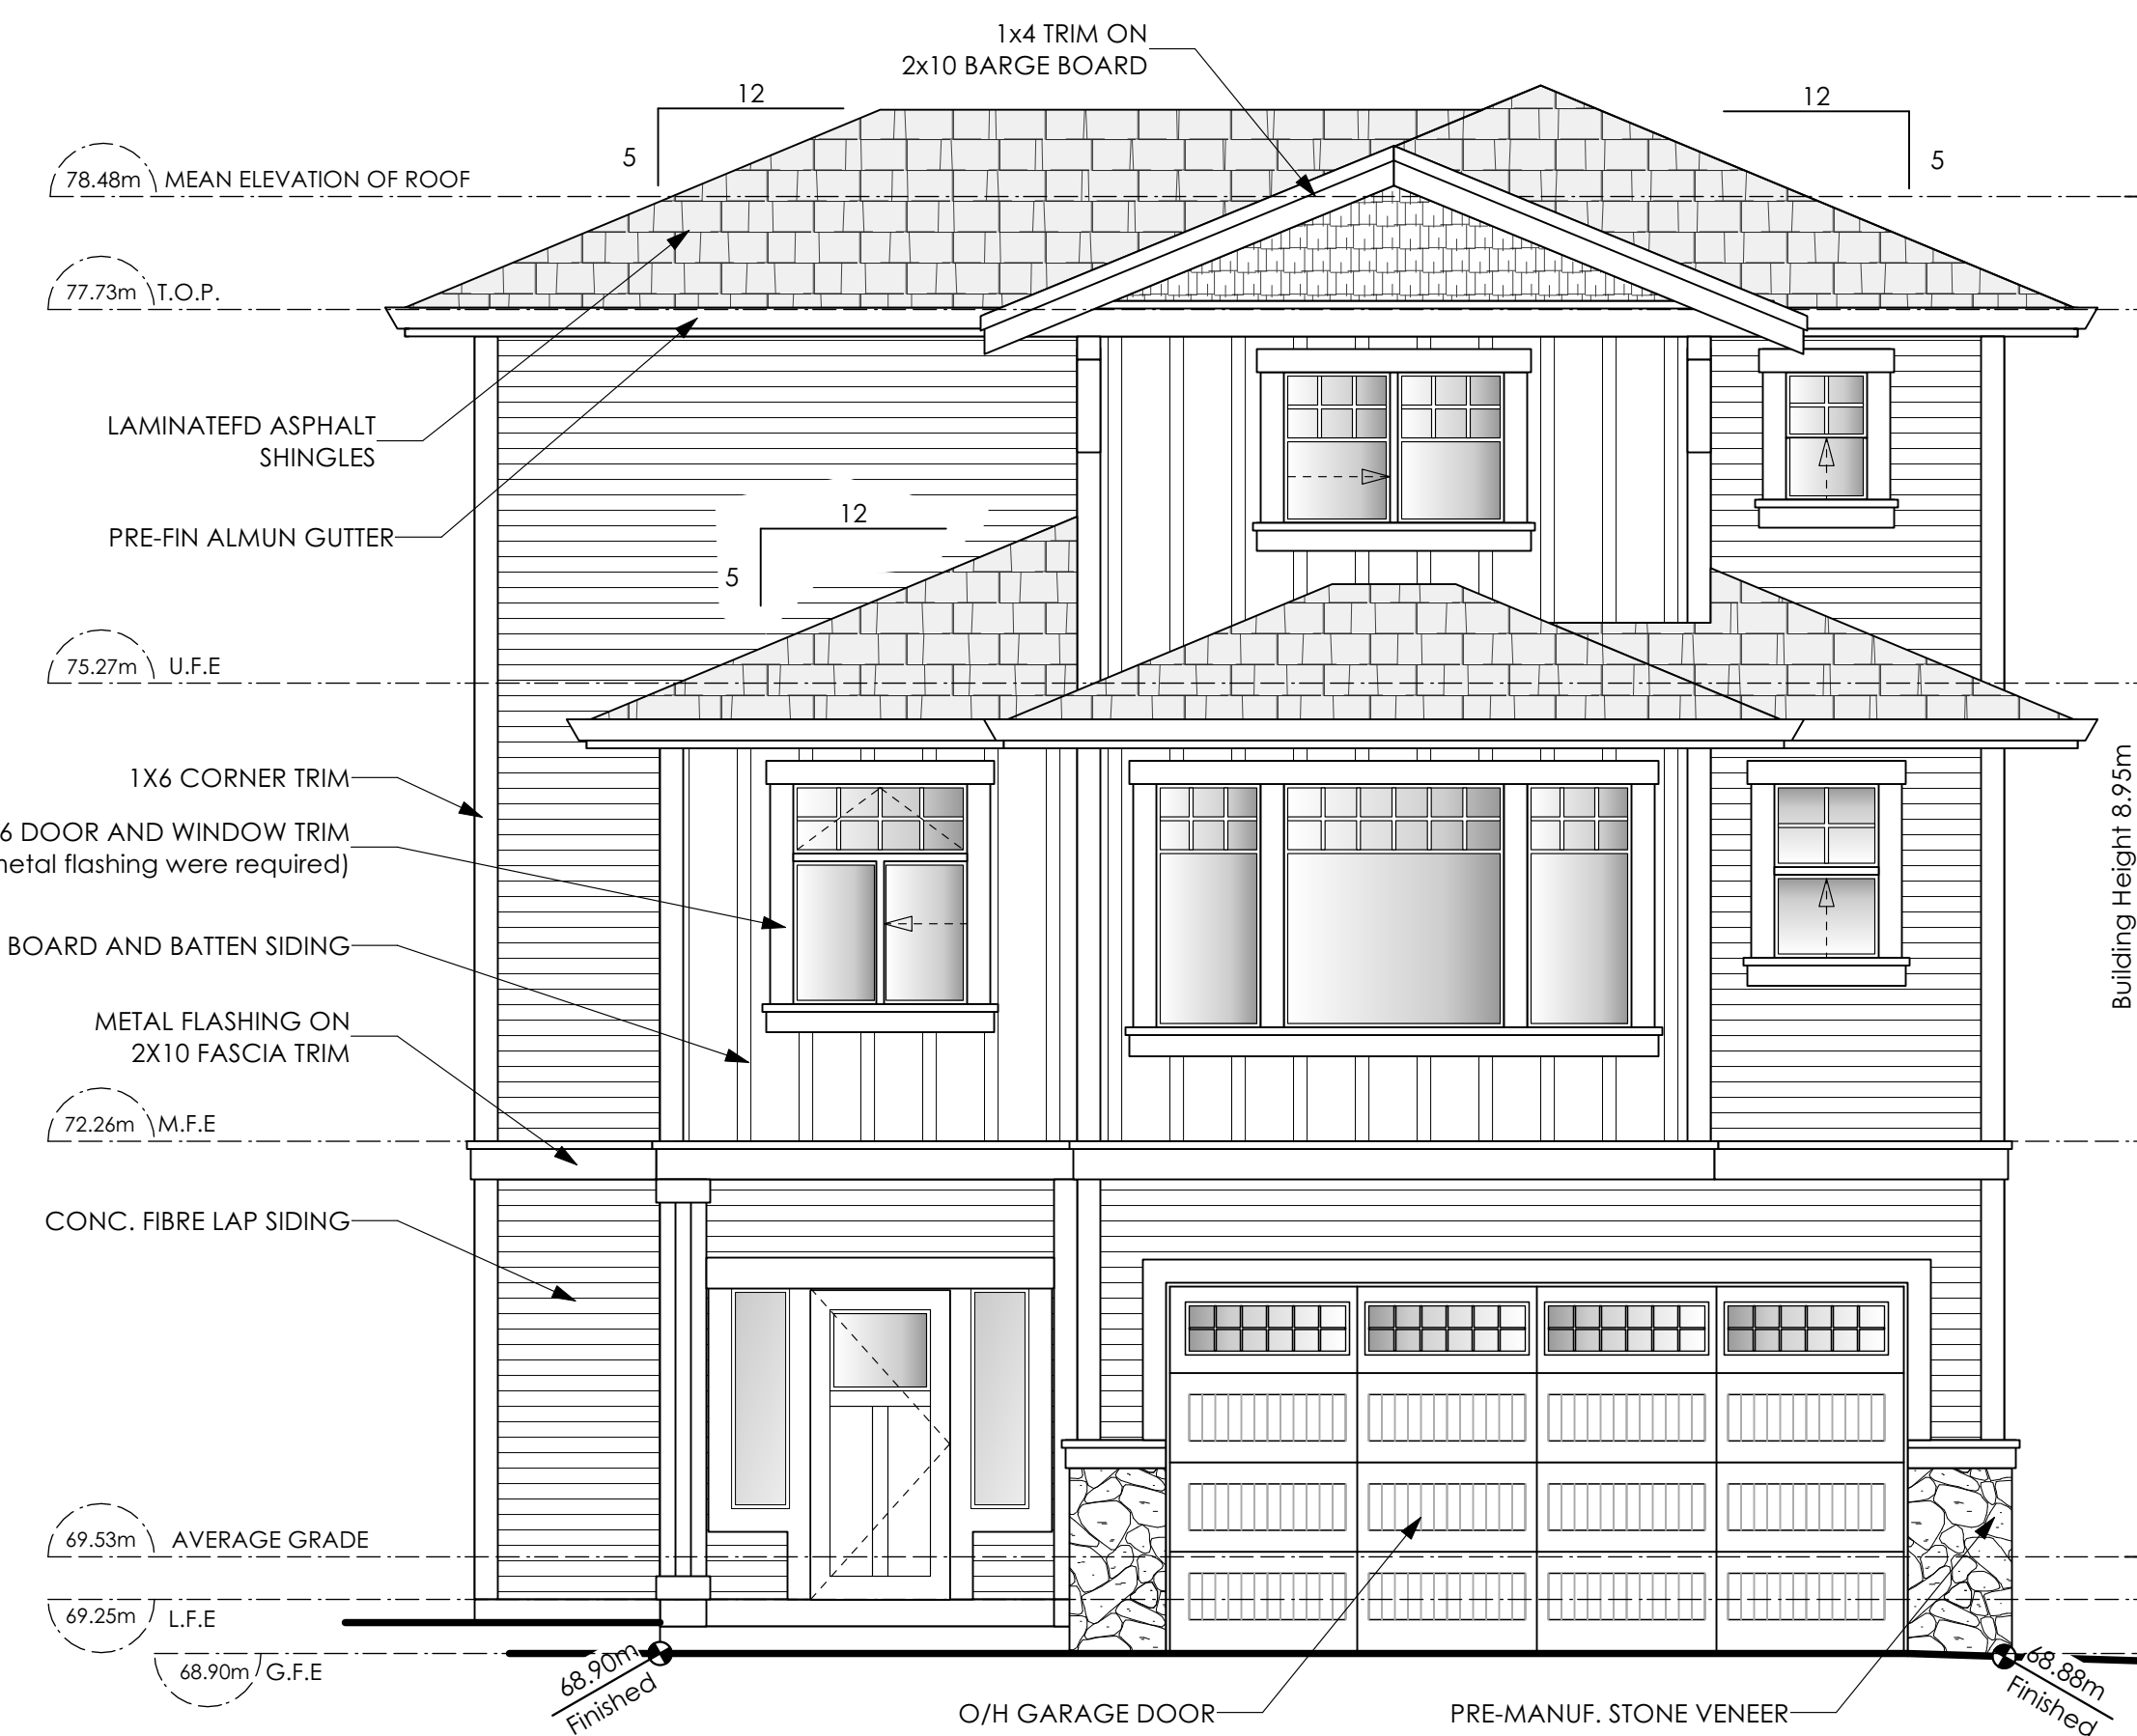 1x4 TRIM ON
2x10 BARGE BOARD
12
5
12
5
78.48m MEAN ELEVATION OF ROOF
77.73m T.O.P.
LAMINATEFD ASPHALT
SHINGLES
PRE-FIN ALMUN GUTTER
12
5
75.27m U.F.E
1X6 CORNER TRIM
6 DOOR AND WINDOW TRIM
metal flashing were required)
BOARD AND BATTEN SIDING
METAL FLASHING ON
2X10 FASCIA TRIM
Building Height 8.95m
72.26m M.F.E
CONC. FIBRE LAP SIDING
69.53m AVERAGE GRADE
69.25m L.F.E
68.90m G.F.E
68.90m
Finished
O/H GARAGE DOOR
PRE-MANUF. STONE VENEER
68.88m
Finished